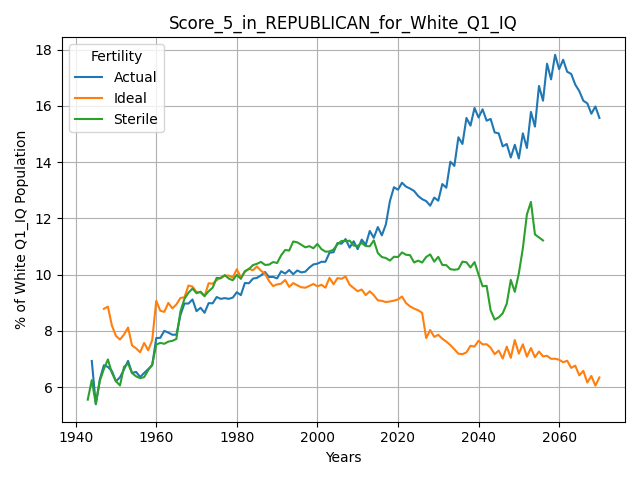 Score_5_in_REPUBLICAN_for_White_Q1_IQ
% of White Q1_IQ Population
18
16
14
12
10
8
6
Fertility
Actual
Ideal
Sterile
1940
1960
1980
2000
2020
2040
2060
Years